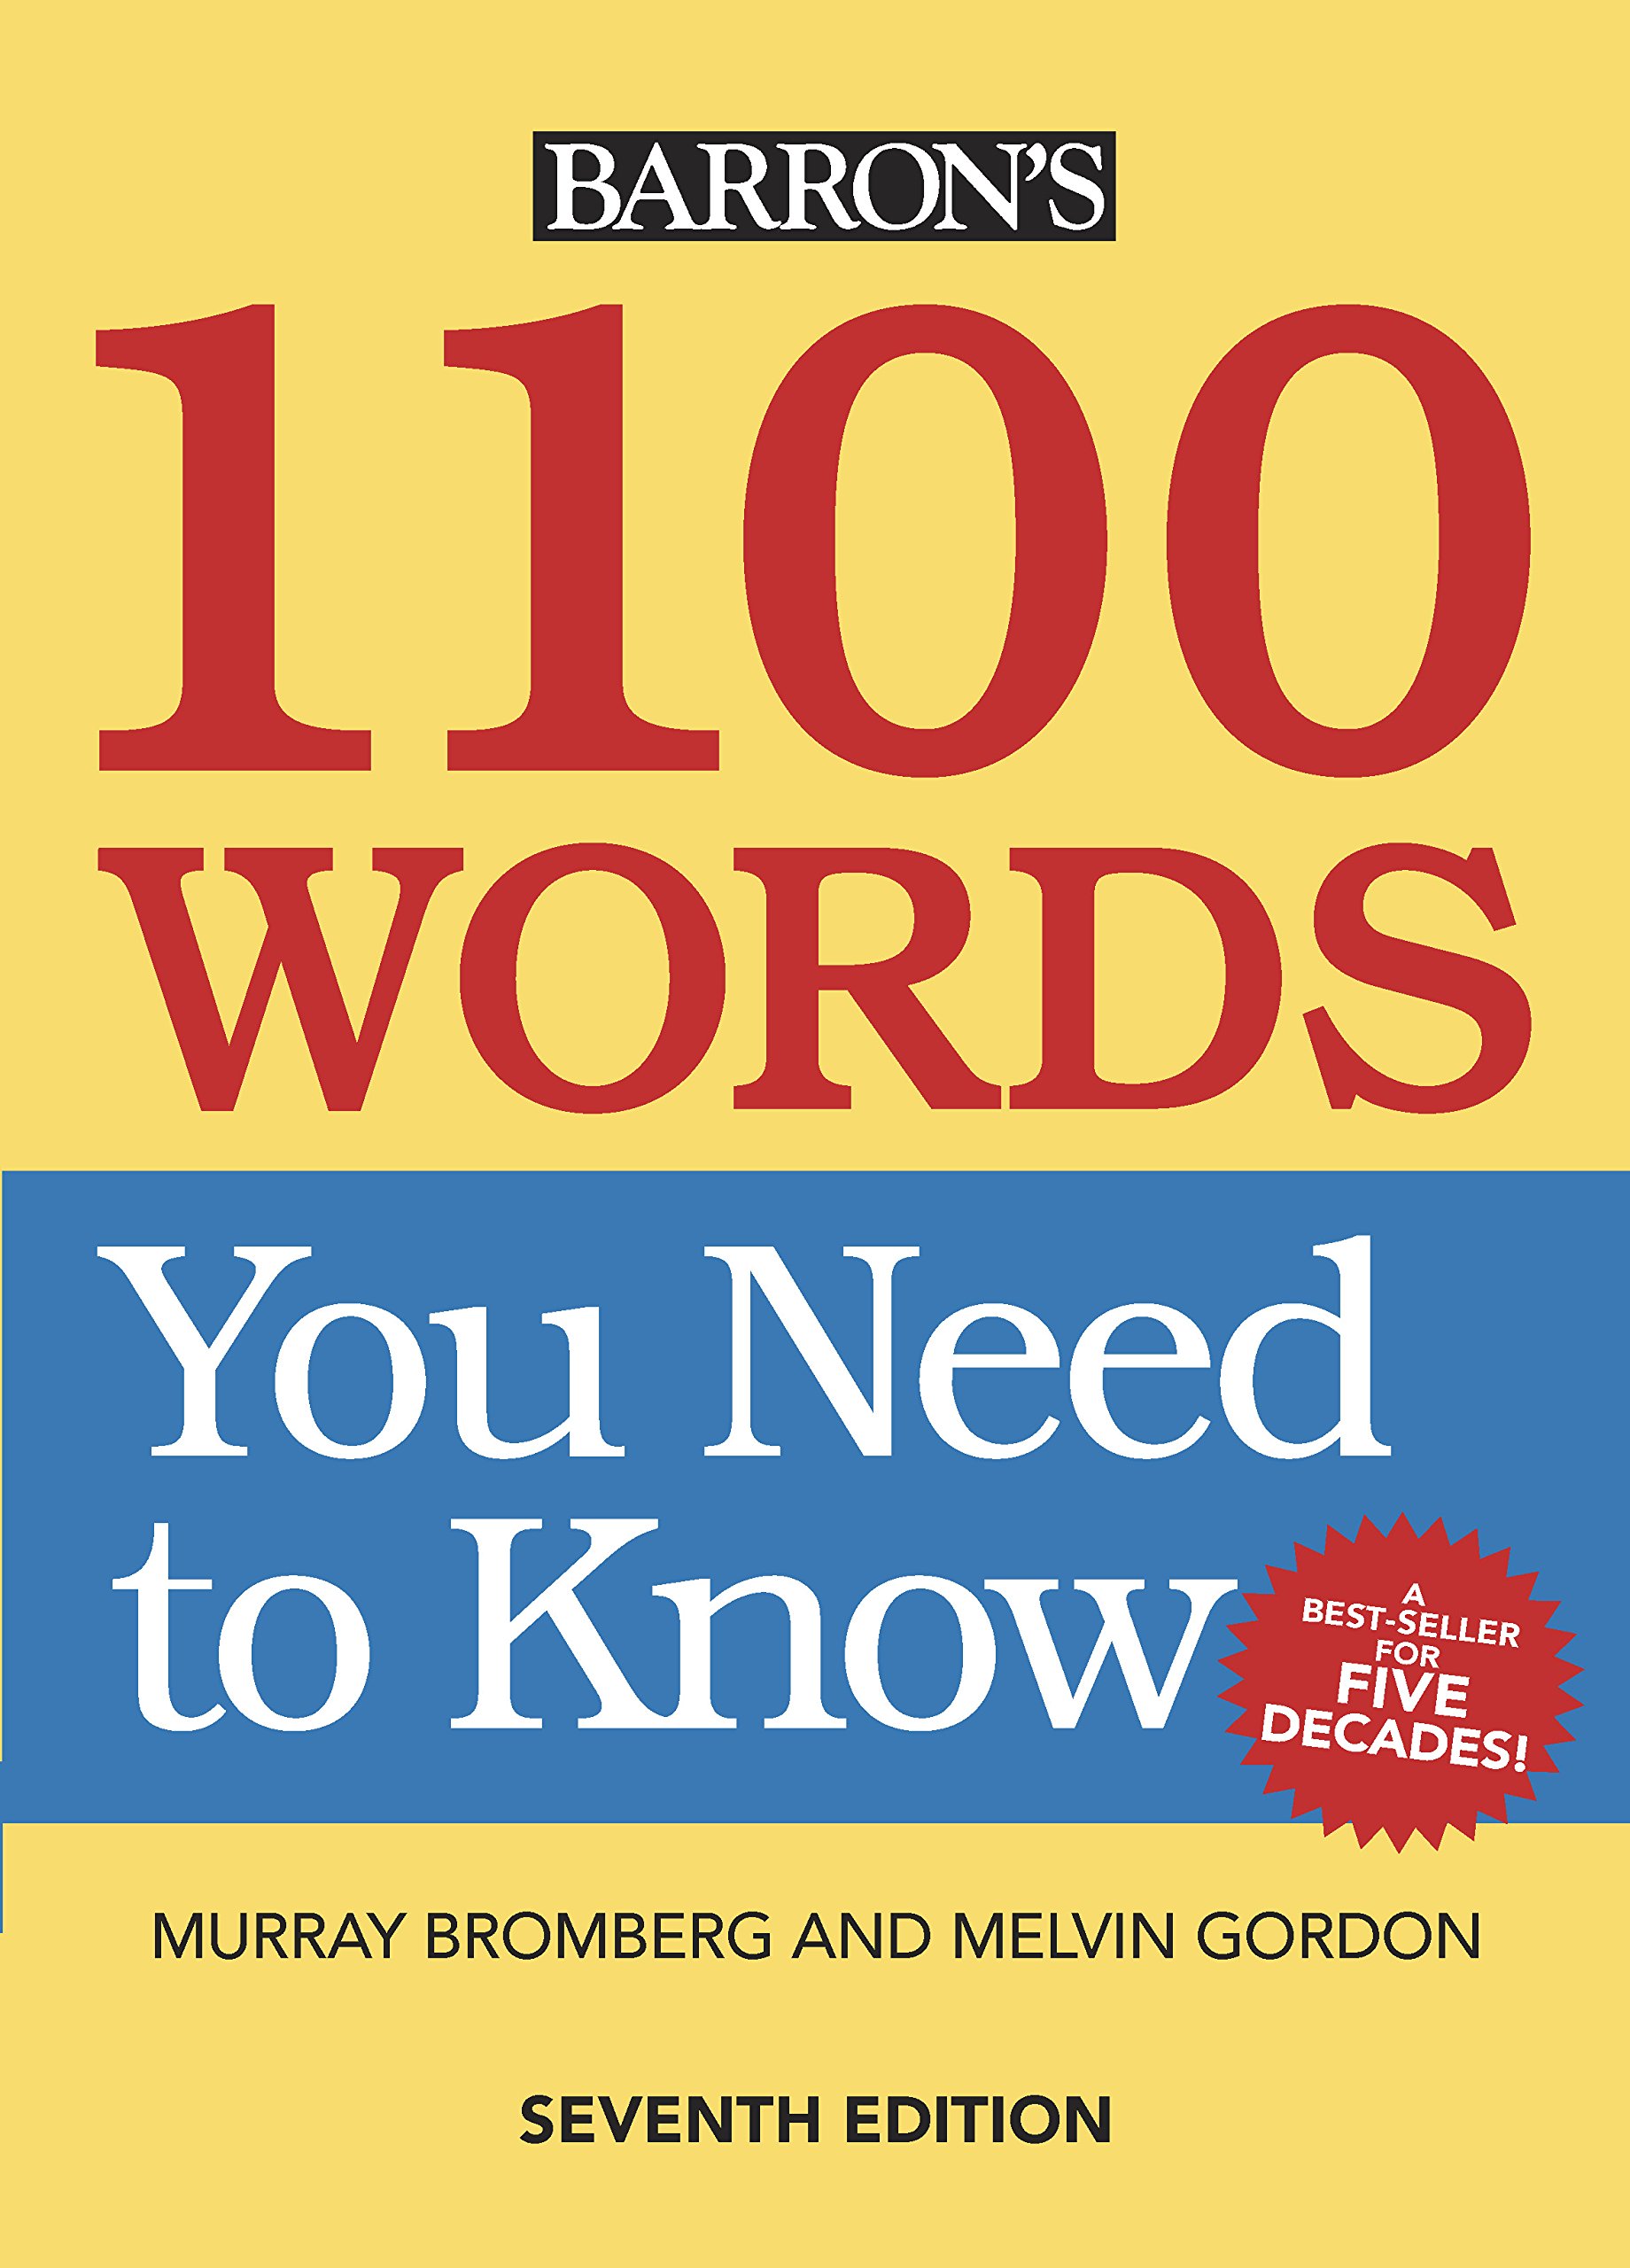 BARRON'S
1100
WORDS
You Need
to Know
A
BEST-SELLER
FOR
FIVE
DECADES!
MURRAY BROMBERG AND MELVIN GORDON
SEVENTH EDITION